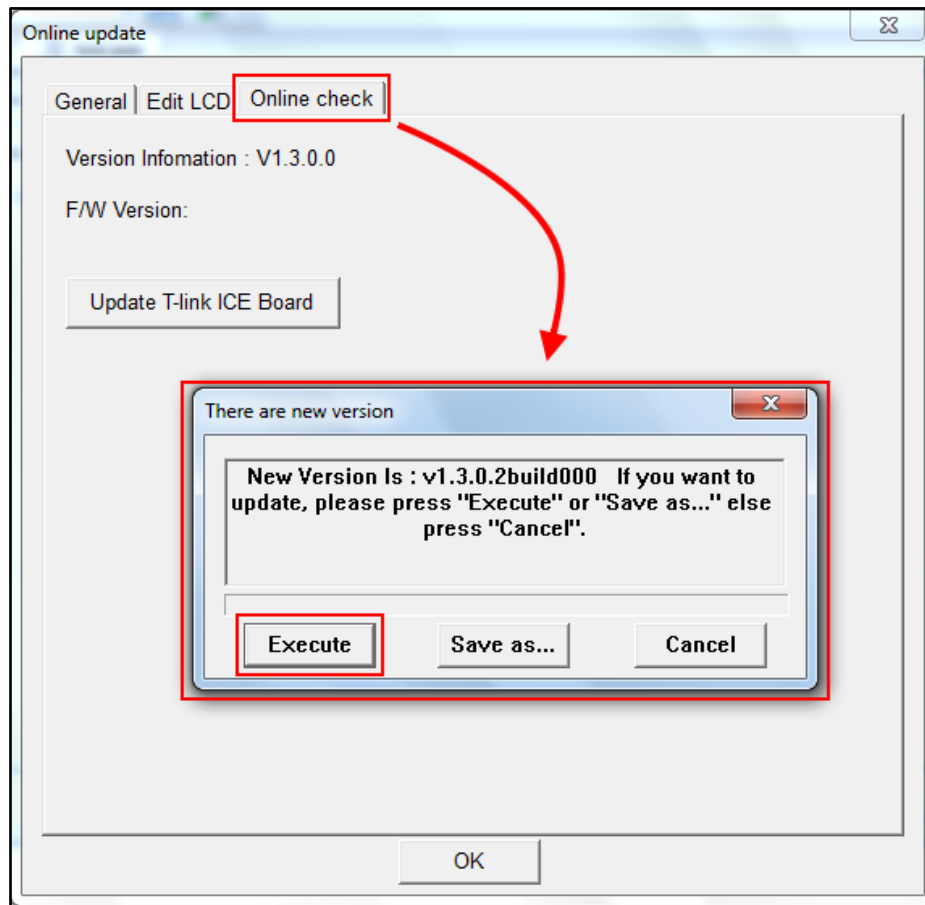 Online update
General
Edit LCD
Online check
Version Infomation : V1.3.0.0
F/W Version:
Update T-link ICE Board
There are new version
New Version Is : v1.3.0.2build000 If you want to
update, please press "Execute" or "Save as..." else
press "Cancel".
Execute
Save as...
Cancel
OK